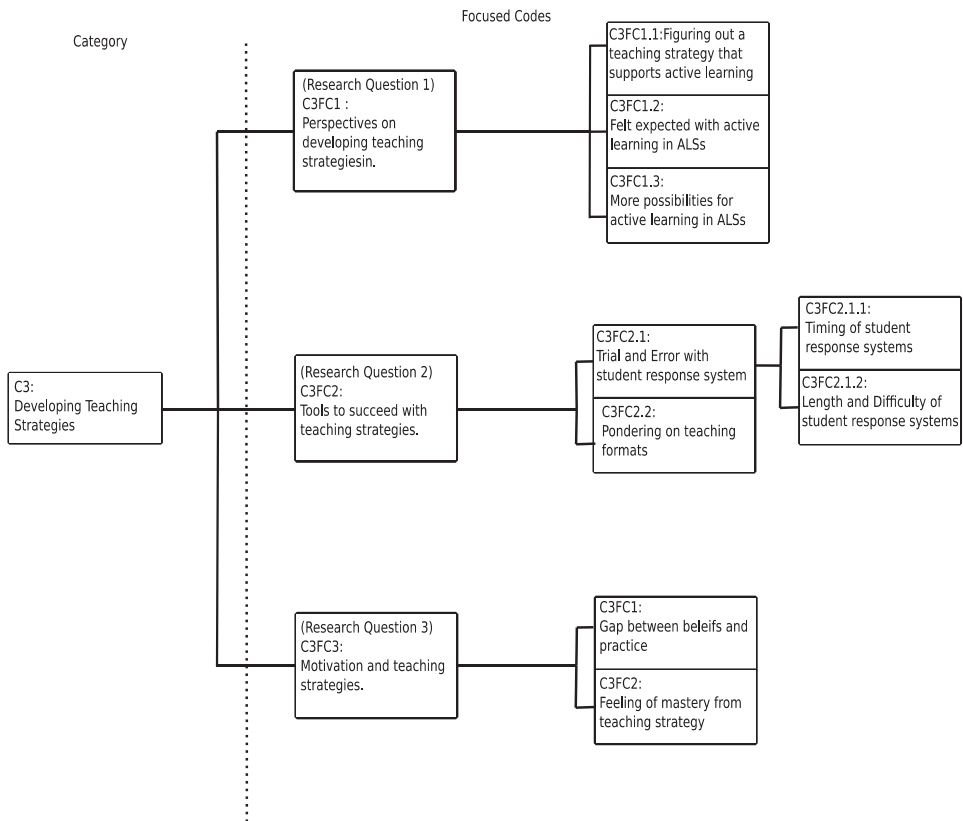 Focused Codes
Category
C3:
Developing Teaching
Strategies
(Research Question 1)
C3FC1 :
Perspectives on
developing teaching
strategiesin.
C3FC1.1:Figuring out a
teaching strategy that
supports active learning
C3FC1.2:
Felt expected with active
learning in ALSs
C3FC1.3:
More possibilities for
active learning in ALSs
(Research Question 2)
C3FC2:
Tools to succeed with
teaching strategies.
C3FC2.1:
Trial and Error with
student response system
C3FC2.2:
Pondering on teaching
formats
C3FC2.1.1:
Timing of student
response systems
C3FC2.1.2:
Length and Difficulty of
student response systems
(Research Question 3)
C3FC3:
Motivation and teaching
strategies.
C3FC1:
Gap between beleifs and
practice
C3FC2:
Feeling of mastery from
teaching strategy